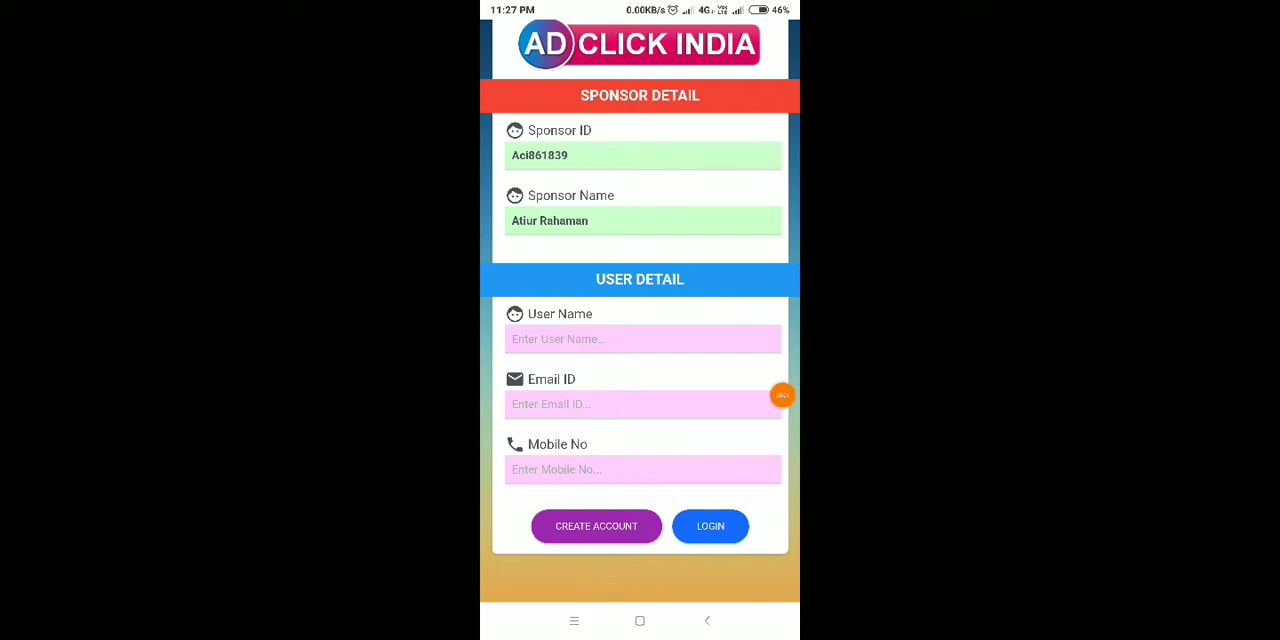 11:27 PM 0.00KB/s 4G 46%
AD CLICK INDIA
SPONSOR DETAIL
Sponsor ID
Aci861839
Sponsor Name
Atiur Rahaman
USER DETAIL
User Name
Enter User Name...
Email ID
Enter Email ID...
Mobile No
Enter Mobile No...
CREATE ACCOUNT LOGIN